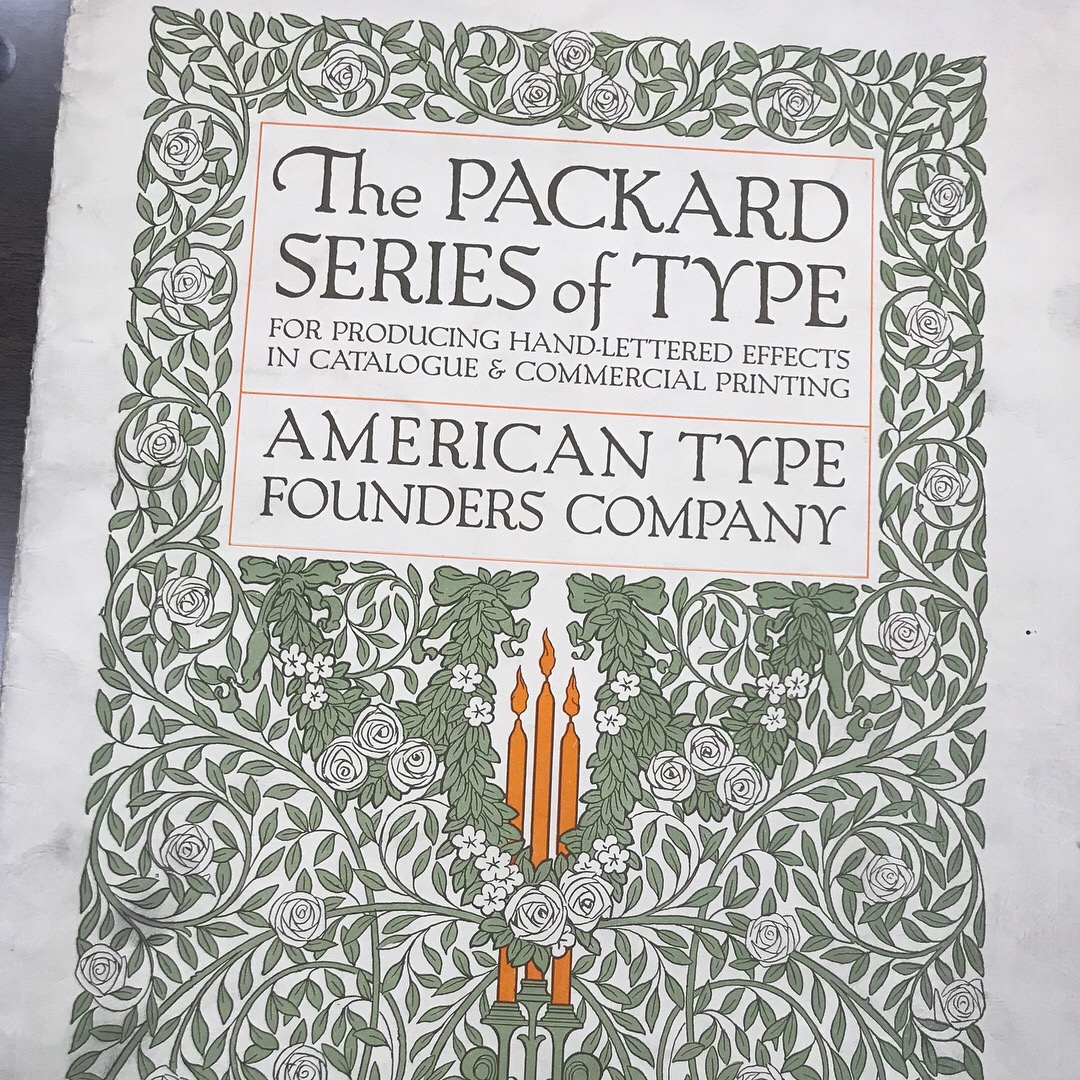 The PACKARD
SERIES of TYPE
FOR PRODUCING HAND-LETTERED EFFECTS
IN CATALOGUE & COMMERCIAL PRINTING
AMERICAN TYPE
FOUNDERS COMPANY